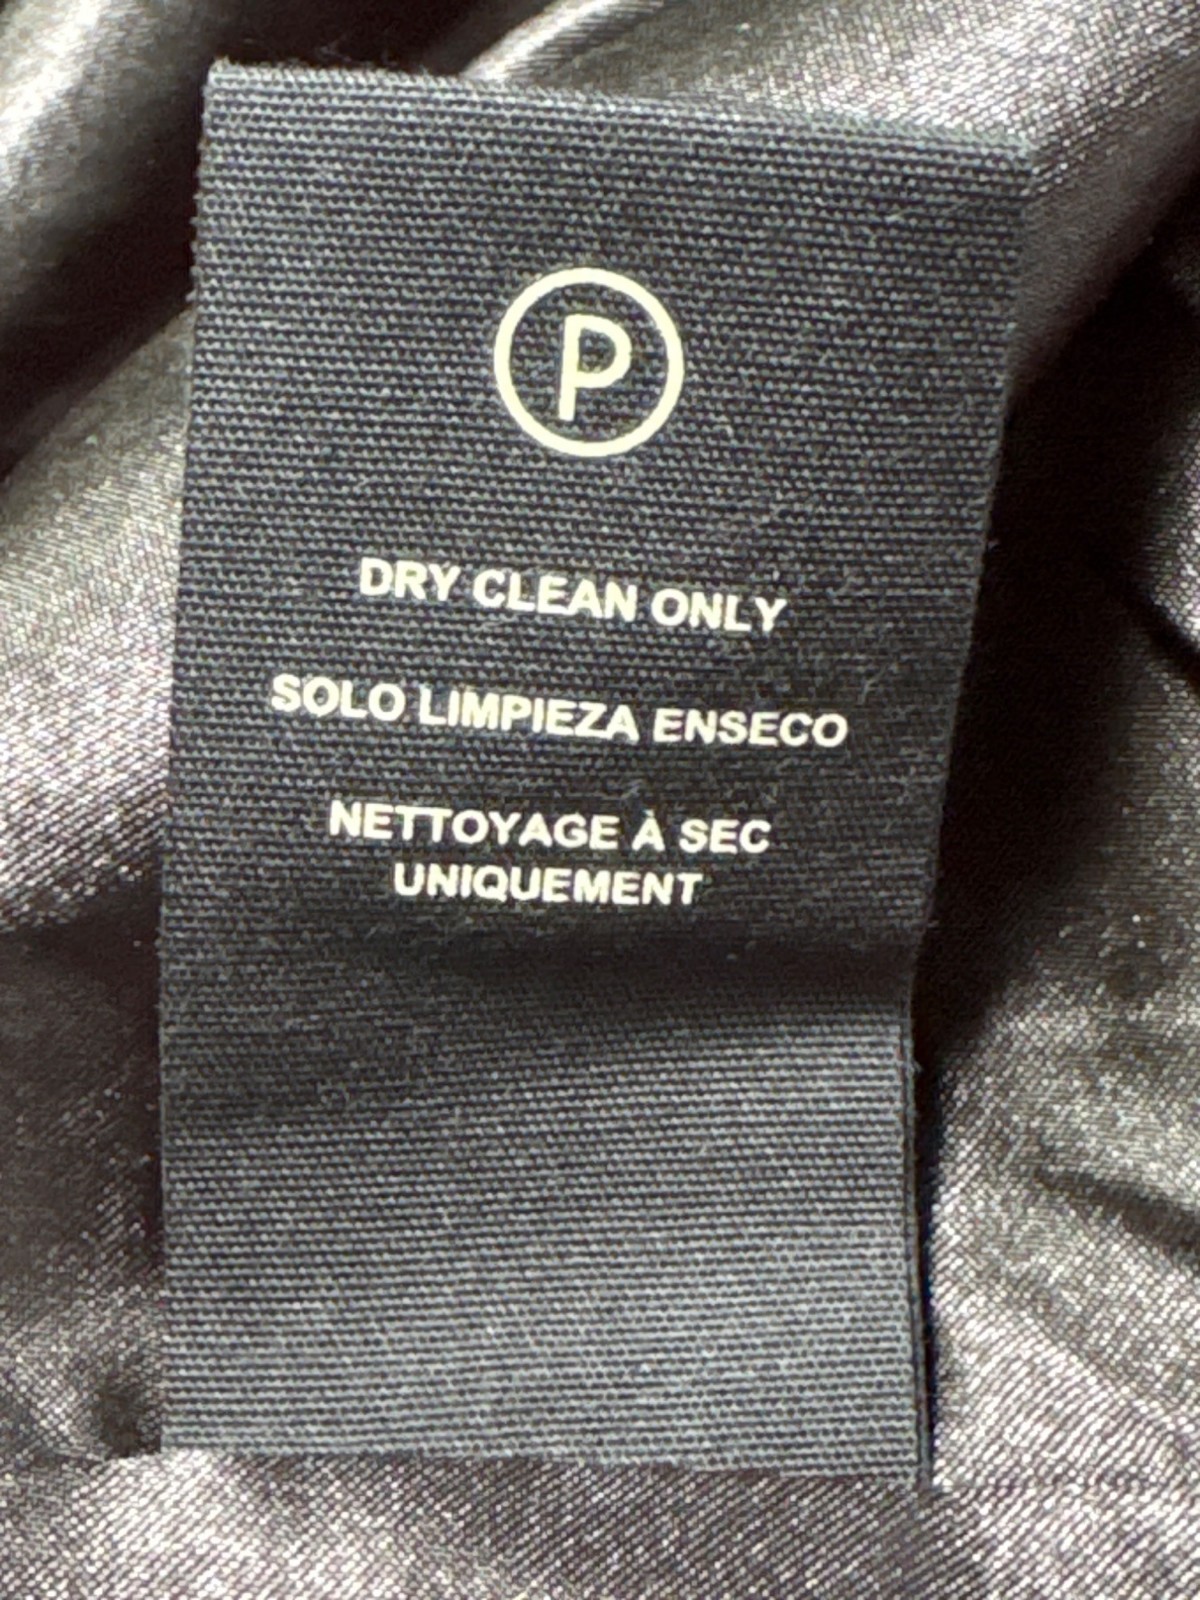 P
DRY CLEAN ONLY
SOLO LIMPIEZA ENSECO
NETTOYAGE À SEC
UNIQUEMENT